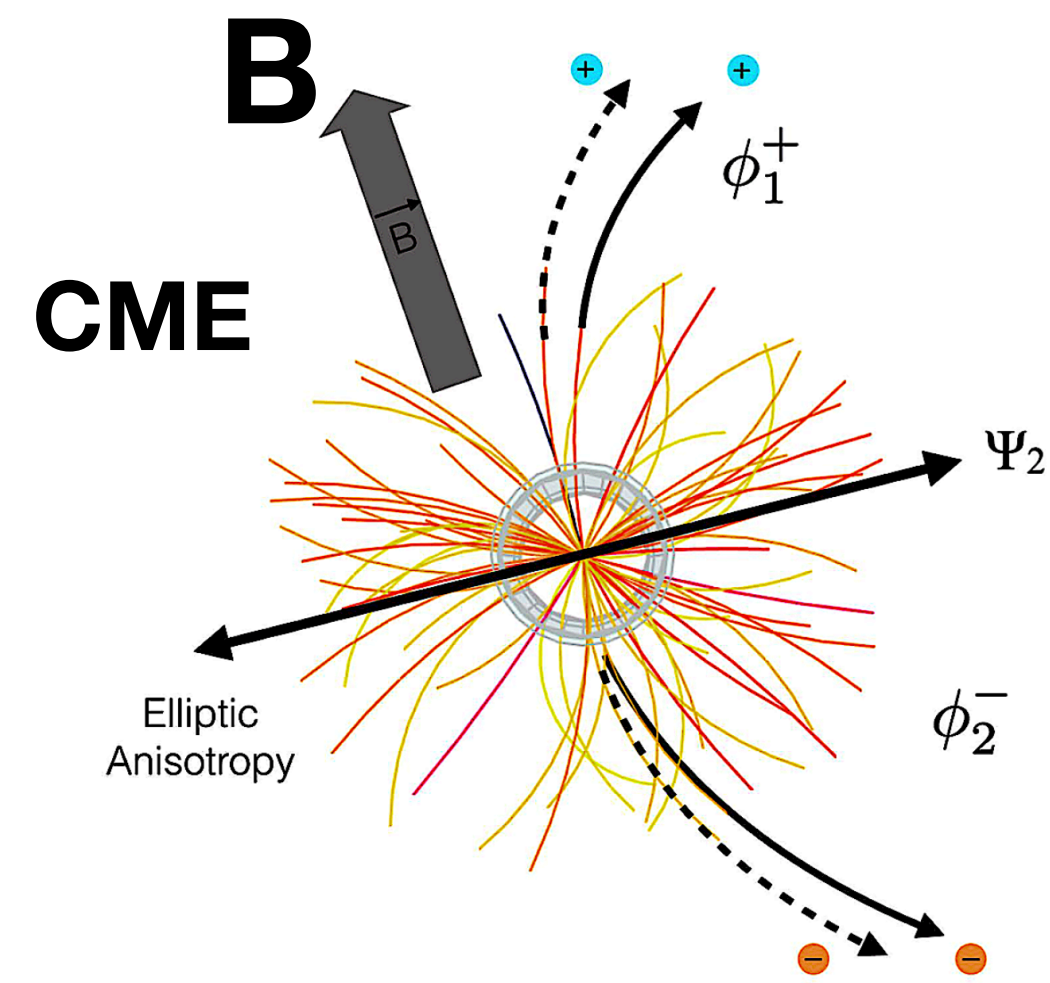 B
+ +
ϕ₁⁺
B⃗
CME
Ψ₂
Elliptic
Anisotropy
ϕ₂⁻
− −